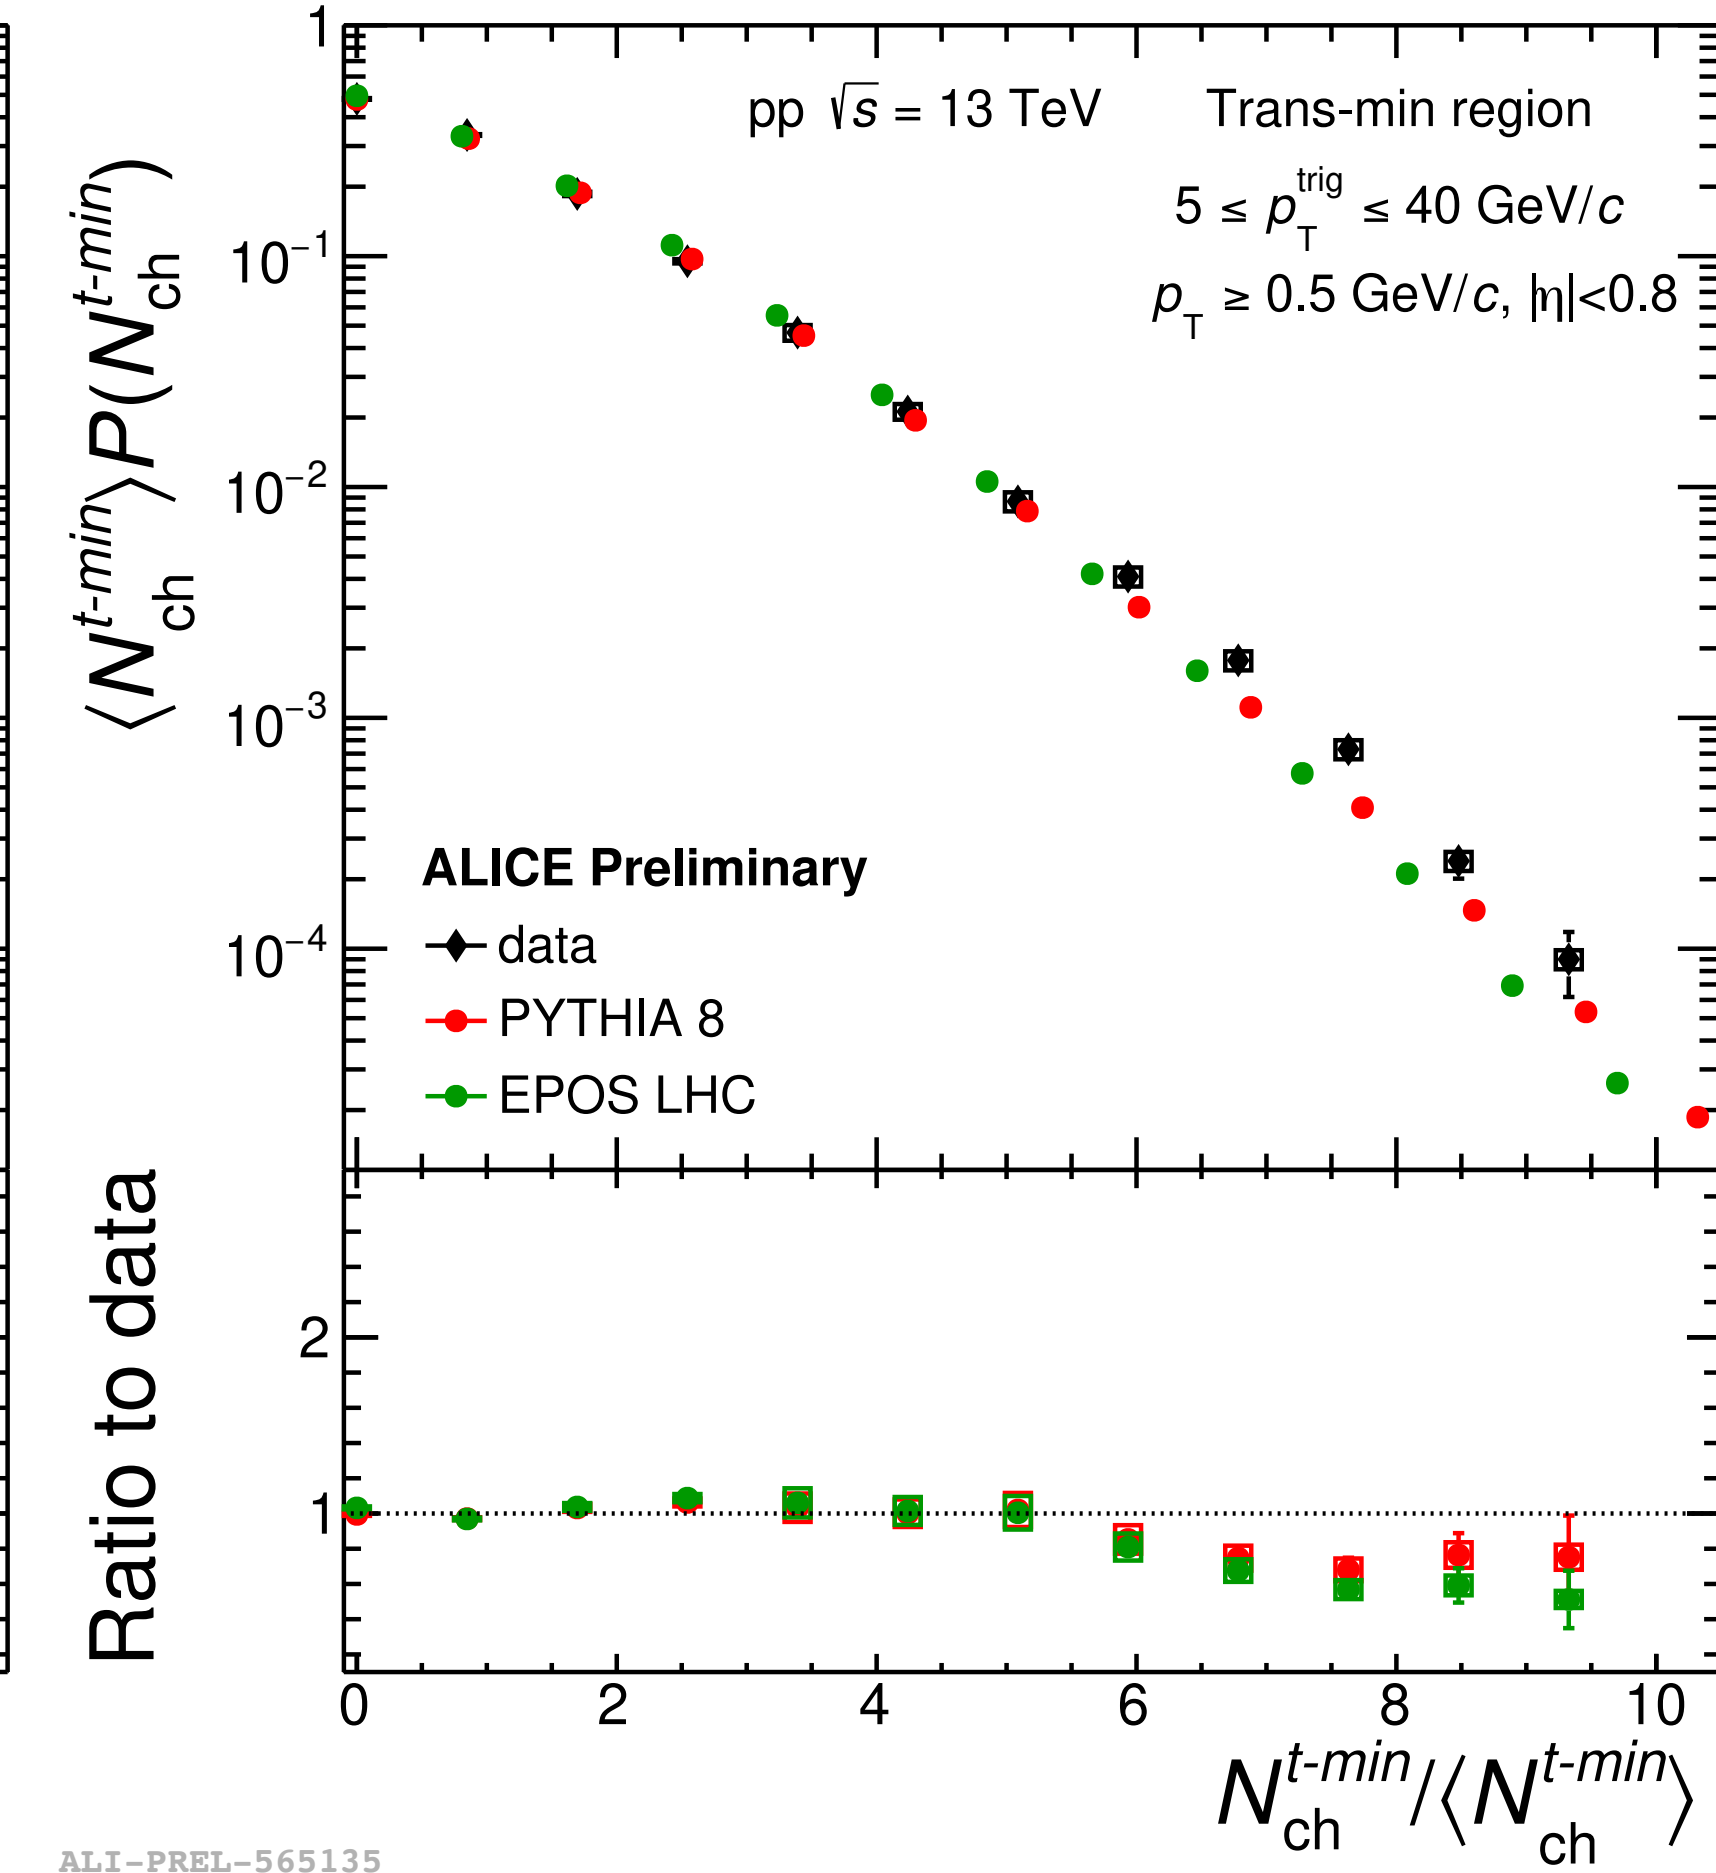 1
pp √s = 13 TeV Trans-min region
5 ≤ p_T^trig ≤ 40 GeV/c
p_T ≥ 0.5 GeV/c, |η|<0.8
⟨N_ch^t-min⟩P(N_ch^t-min)
10⁻¹
10⁻²
10⁻³
10⁻⁴
ALICE Preliminary
data
PYTHIA 8
EPOS LHC
Ratio to data
2
1
0 2 4 6 8 10
N_ch^t-min/⟨N_ch^t-min⟩
ALI-PREL-565135